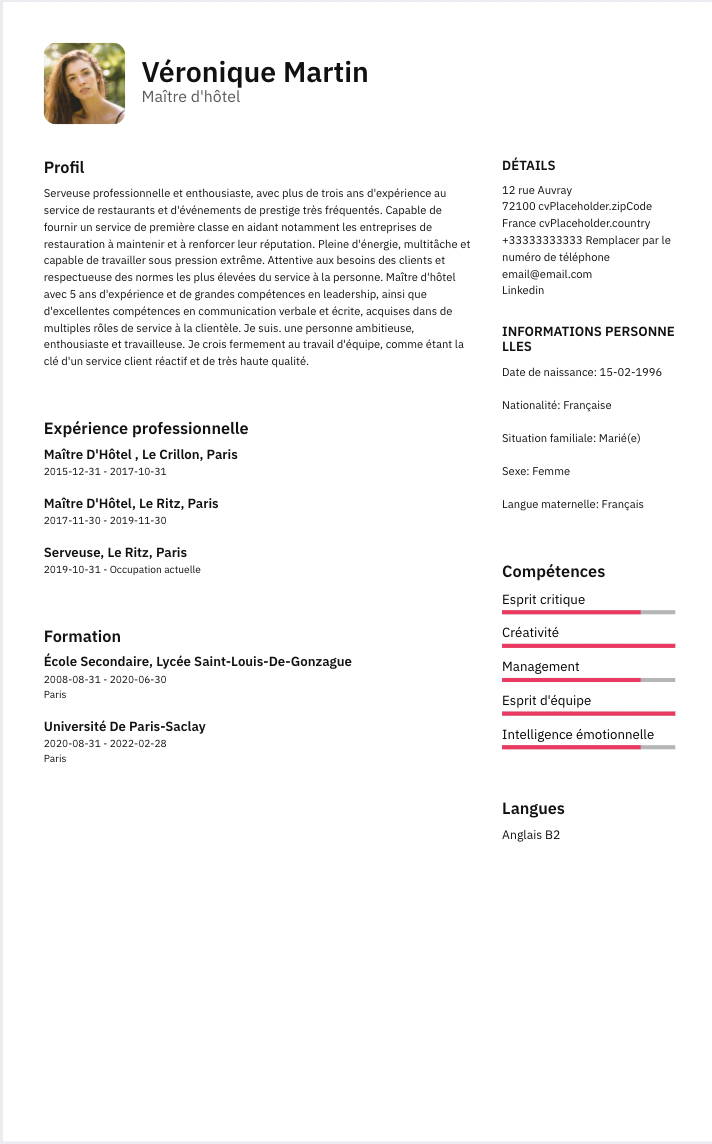 Véronique Martin
Maître d'hôtel
Profil
Serveuse professionnelle et enthousiaste, avec plus de trois ans d'expérience au
service de restaurants et d'événements de prestige très fréquentés. Capable de
fournir un service de première classe en aidant notamment les entreprises de
restauration à maintenir et à renforcer leur réputation. Pleine d'énergie, multitâche et
capable de travailler sous pression extrême. Attentive aux besoins des clients et
respectueuse des normes les plus élevées du service à la personne. Maître d'hôtel
avec 5 ans d'expérience et de grandes compétences en leadership, ainsi que
d'excellentes compétences en communication verbale et écrite, acquises dans de
multiples rôles de service à la clientèle. Je suis. une personne ambitieuse,
enthousiaste et travailleuse. Je crois fermement au travail d'équipe, comme étant la
clé d'un service client réactif et de très haute qualité.
Expérience professionnelle
Maître D'Hôtel , Le Crillon, Paris
2015-12-31 - 2017-10-31
Maître D'Hôtel, Le Ritz, Paris
2017-11-30 - 2019-11-30
Serveuse, Le Ritz, Paris
2019-10-31 - Occupation actuelle
Formation
École Secondaire, Lycée Saint-Louis-De-Gonzague
2008-08-31 - 2020-06-30
Paris
Université De Paris-Saclay
2020-08-31 - 2022-02-28
Paris
DÉTAILS
12 rue Auvray
72100 cvPlaceholder.zipCode
France cvPlaceholder.country
+33333333333 Remplacer par le
numéro de téléphone
email@email.com
Linkedin
INFORMATIONS PERSONNE
LLES
Date de naissance: 15-02-1996
Nationalité: Française
Situation familiale: Marié(e)
Sexe: Femme
Langue maternelle: Français
Compétences
Esprit critique
Créativité
Management
Esprit d'équipe
Intelligence émotionnelle
Langues
Anglais B2